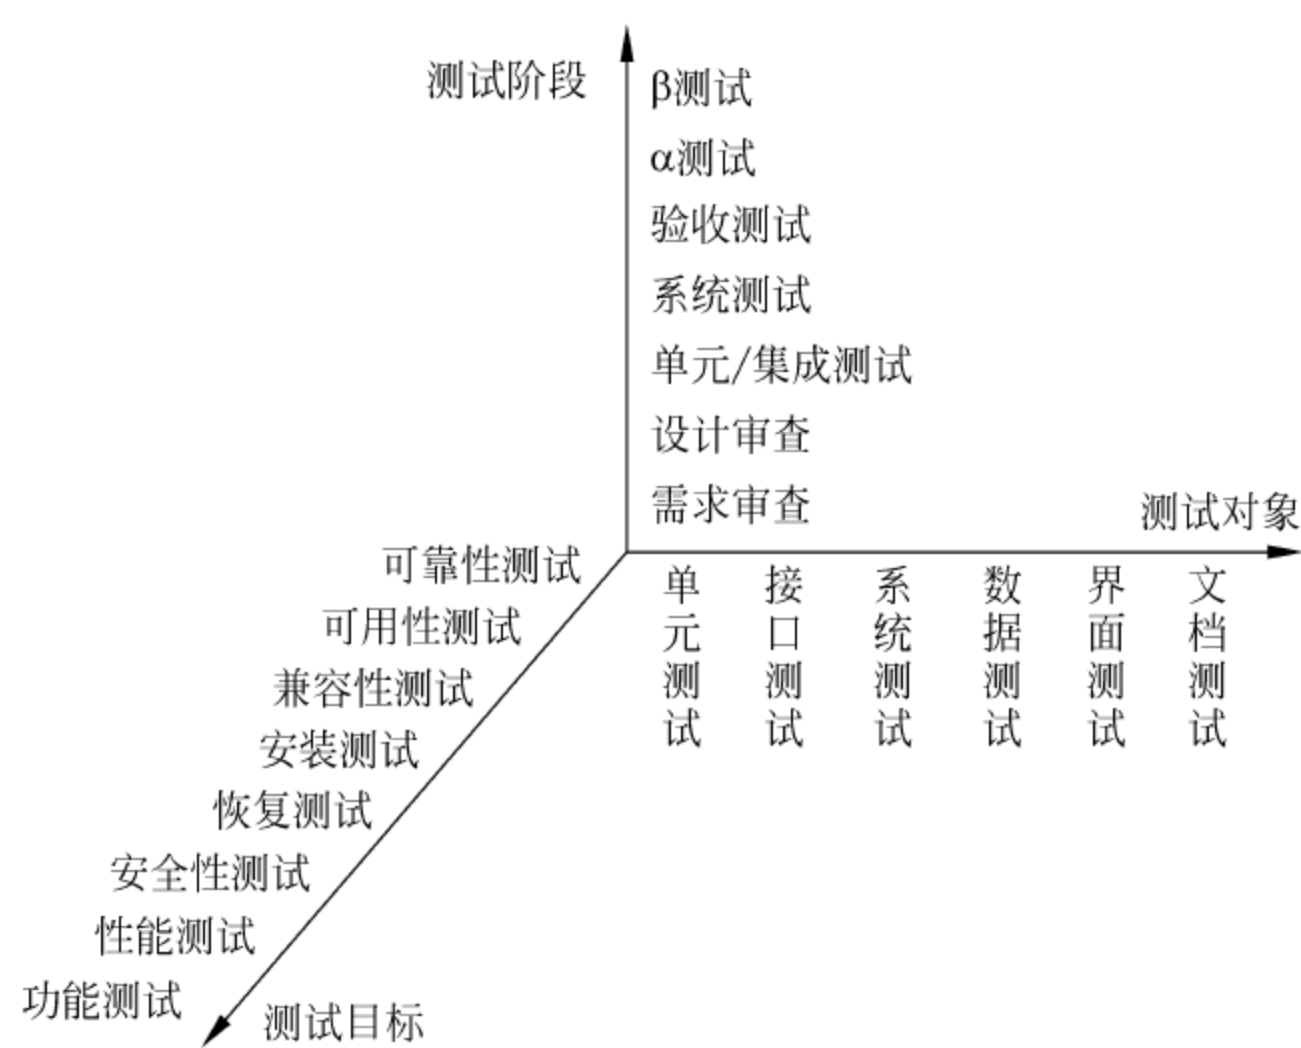 测试阶段
β测试
α测试
验收测试
系统测试
单元/集成测试
设计审查
需求审查
测试对象
单元测试
接口测试
系统测试
数据测试
界面测试
文档测试
可靠性测试
可用性测试
兼容性测试
安装测试
恢复测试
安全性测试
性能测试
功能测试
测试目标